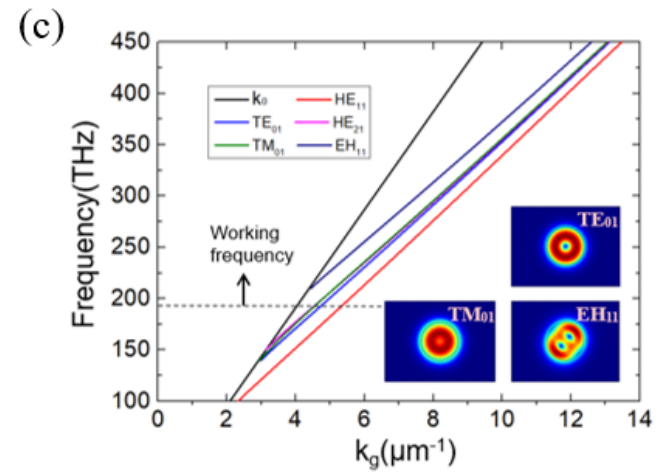 (c)
450
400
350
300
250
200
150
100
Frequency(THz)
k₀ HE₁₁
TE₀₁ HE₂₁
TM₀₁ EH₁₁
Working
frequency
TE₀₁
TM₀₁ EH₁₁
0 2 4 6 8 10 12 14
kg(μm⁻¹)